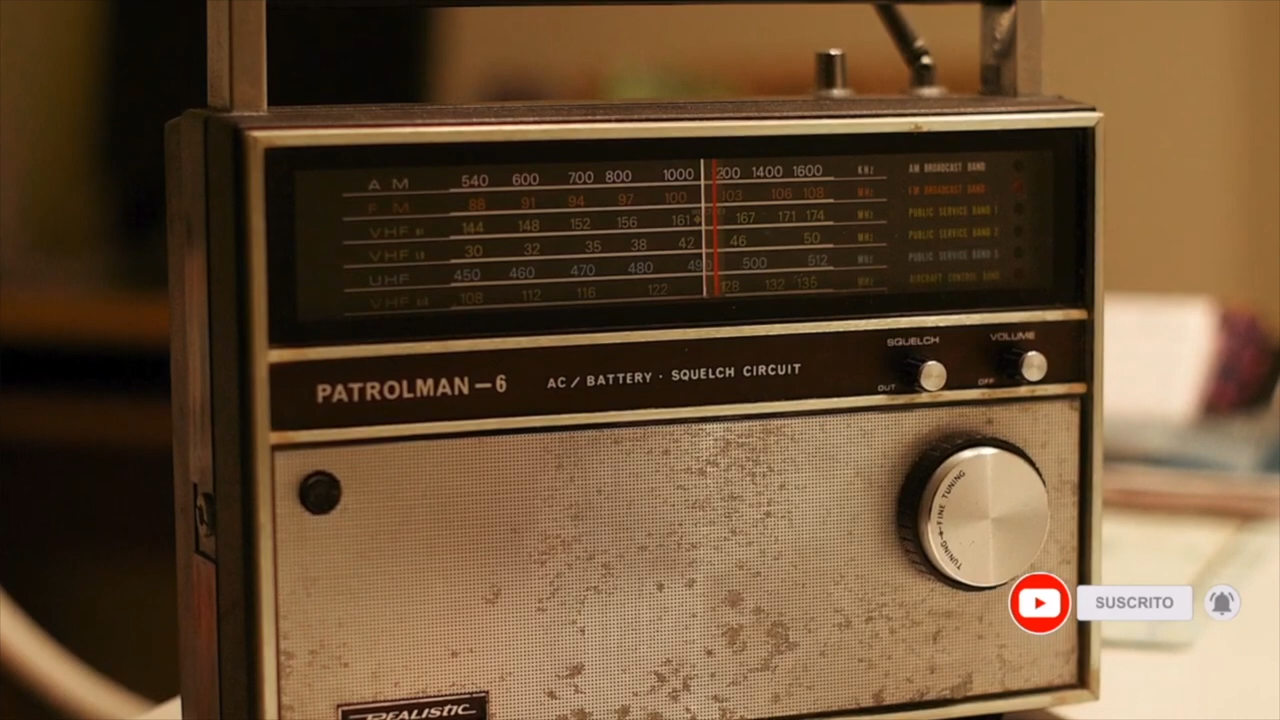 AM 540 600 700 800 1000 200 1400 1600 KHz AM BROADCAST BAND
FM 88 91 94 97 100 103 106 108 MHz FM BROADCAST BAND
VHF 144 148 152 156 161 167 171 174 MHz PUBLIC SERVICE BAND 1
VHF 30 32 35 38 42 46 50 MHz PUBLIC SERVICE BAND 2
UHF 450 460 470 480 490 500 512 MHz PUBLIC SERVICE BAND 3
VHF 108 112 116 122 128 132 135 MHz AIRCRAFT CONTROL BAND
PATROLMAN–6 AC/BATTERY · SQUELCH CIRCUIT
SQUELCH VOLUME
OUT OFF
TUNING FINE TUNING
SUSCRITO
REALISTIC